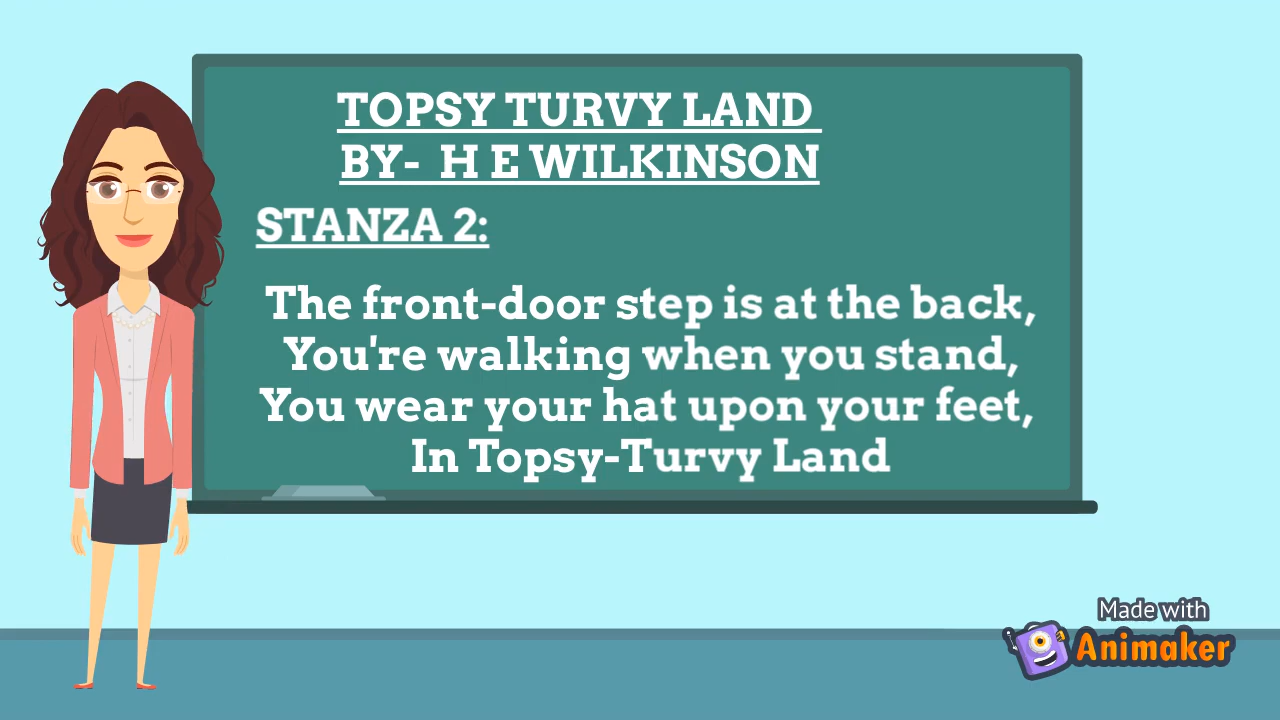 TOPSY TURVY LAND
BY- H E WILKINSON
STANZA 2:
The front-door step is at the back,
You're walking when you stand,
You wear your hat upon your feet,
In Topsy-Turvy Land
Made with
Animaker